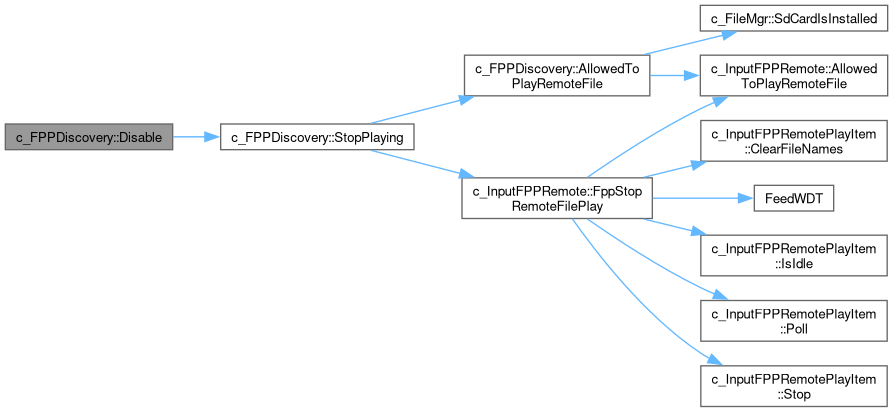 c_FPPDiscovery::Disable
c_FPPDiscovery::StopPlaying
c_FPPDiscovery::AllowedTo
PlayRemoteFile
c_InputFPPRemote::FppStop
RemoteFilePlay
c_FileMgr::SdCardIsInstalled
c_InputFPPRemote::Allowed
ToPlayRemoteFile
c_InputFPPRemotePlayItem
::ClearFileNames
FeedWDT
c_InputFPPRemotePlayItem
::IsIdle
c_InputFPPRemotePlayItem
::Poll
c_InputFPPRemotePlayItem
::Stop